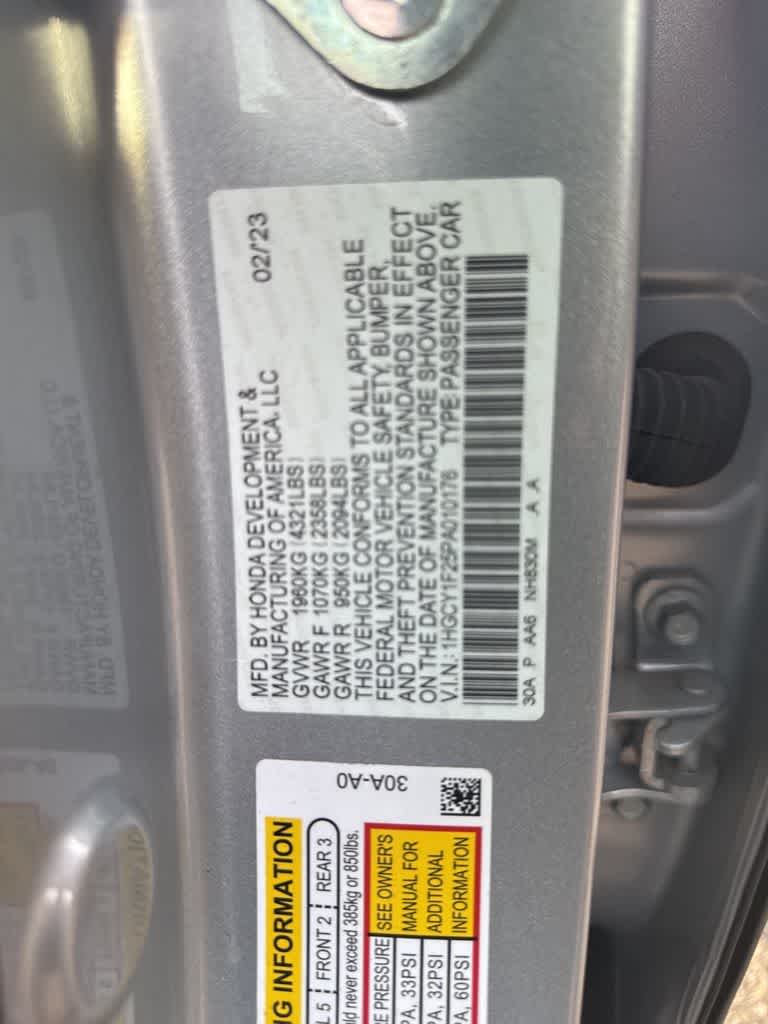 MFD. BY HONDA DEVELOPMENT & 02/'23
MANUFACTURING OF AMERICA, LLC
GVWR 1960KG(4321LBS)
GAWR F 1070KG(2358LBS)
GAWR R 950KG(2094LBS)
THIS VEHICLE CONFORMS TO ALL APPLICABLE
FEDERAL MOTOR VEHICLE SAFETY, BUMPER,
AND THEFT PREVENTION STANDARDS IN EFFECT
ON THE DATE OF MANUFACTURE SHOWN ABOVE.
V.I.N.: 1HGCY1F25PA010176 TYPE:PASSENGER CAR
30A P AA6 NH830M A A
30A-A0
INFORMATION
5 FRONT 2 REAR 3
never exceed 385kg or 850lbs.
PRESSURE SEE OWNER'S
33PSI MANUAL FOR
32PSI ADDITIONAL
60PSI INFORMATION